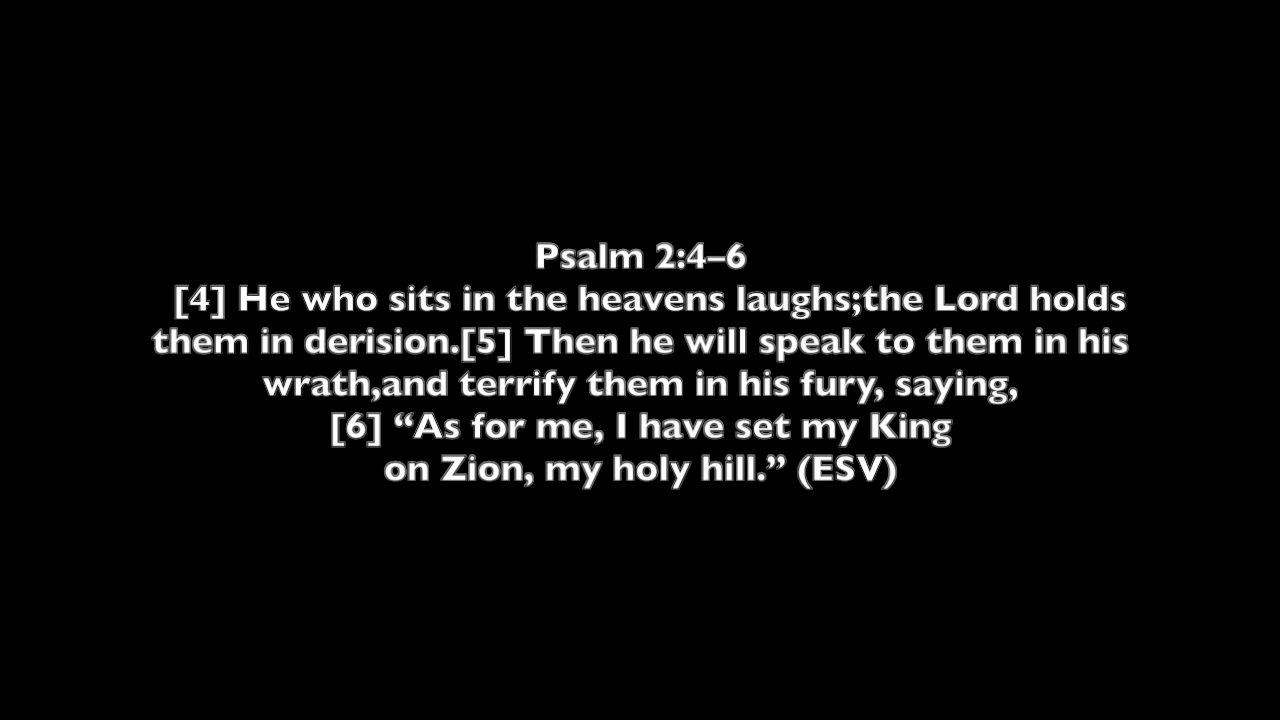 Psalm 2:4–6
[4] He who sits in the heavens laughs;the Lord holds
them in derision.[5] Then he will speak to them in his
wrath,and terrify them in his fury, saying,
[6] “As for me, I have set my King
on Zion, my holy hill.” (ESV)